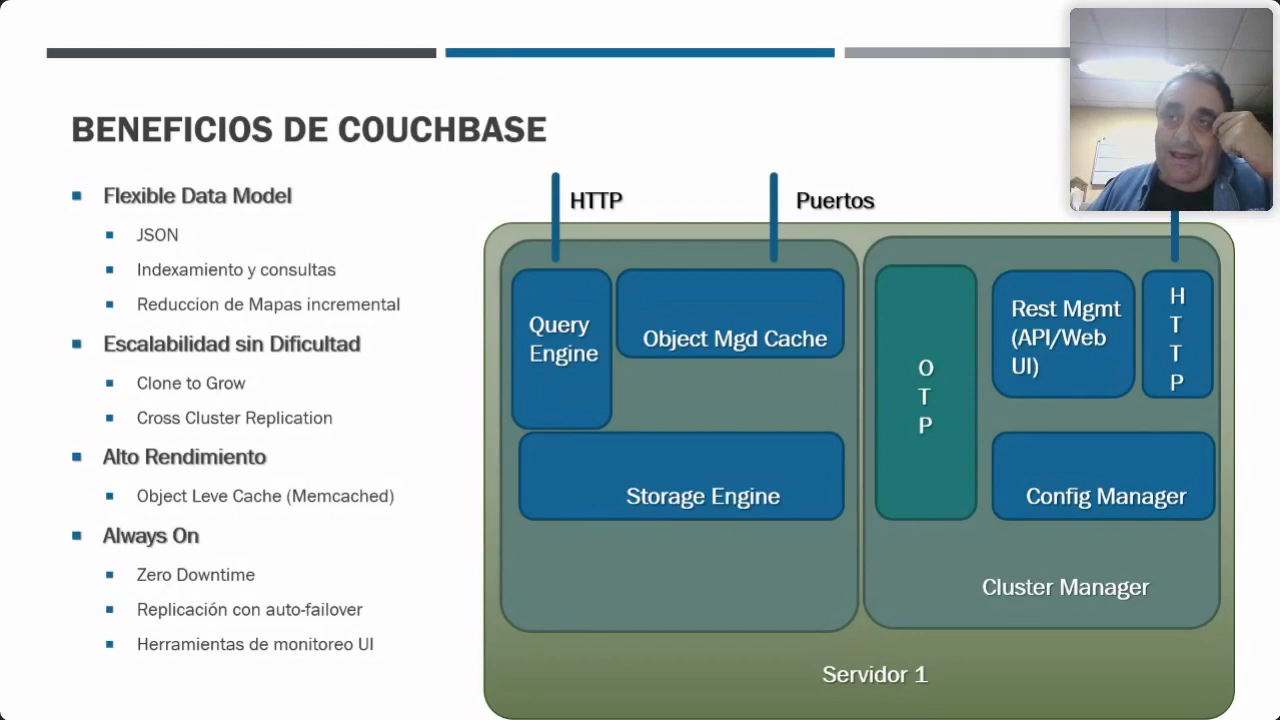 BENEFICIOS DE COUCHBASE
Flexible Data Model
JSON
Indexamiento y consultas
Reduccion de Mapas incremental
Escalabilidad sin Dificultad
Clone to Grow
Cross Cluster Replication
Alto Rendimiento
Object Leve Cache (Memcached)
Always On
Zero Downtime
Replicación con auto-failover
Herramientas de monitoreo UI
HTTP
Puertos
Query
Engine
Object Mgd Cache
Storage Engine
O
T
P
Rest Mgmt
(API/Web
UI)
H
T
T
P
Config Manager
Cluster Manager
Servidor 1